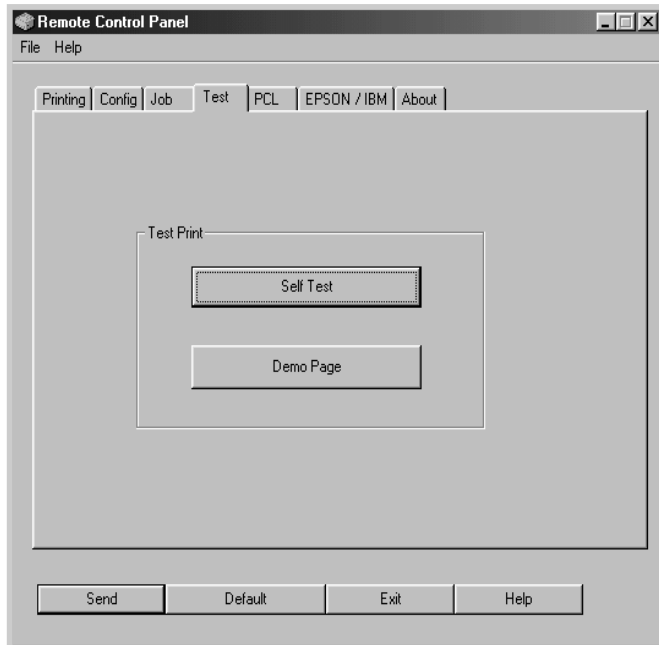 Remote Control Panel
File Help
Printing Config Job Test PCL EPSON / IBM About
Test Print
Self Test
Demo Page
Send Default Exit Help